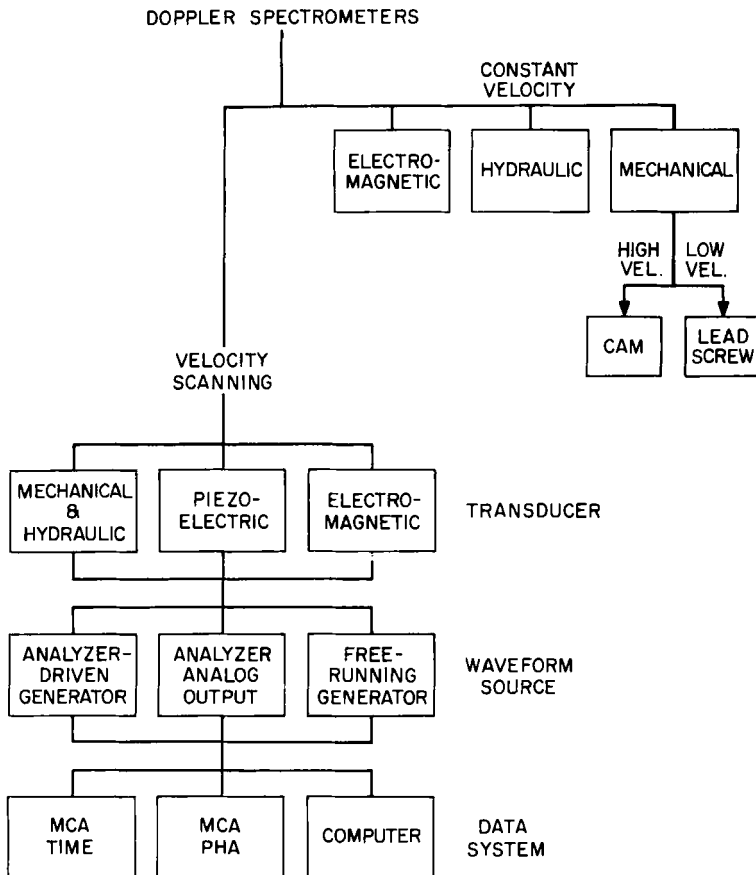 DOPPLER SPECTROMETERS
CONSTANT
VELOCITY
ELECTRO-
MAGNETIC
HYDRAULIC
MECHANICAL
HIGH
VEL.
LOW
VEL.
CAM
LEAD
SCREW
VELOCITY
SCANNING
MECHANICAL
&
HYDRAULIC
PIEZO-
ELECTRIC
ELECTRO-
MAGNETIC
TRANSDUCER
ANALYZER-
DRIVEN
GENERATOR
ANALYZER
ANALOG
OUTPUT
FREE-
RUNNING
GENERATOR
WAVEFORM
SOURCE
MCA
TIME
MCA
PHA
COMPUTER
DATA
SYSTEM